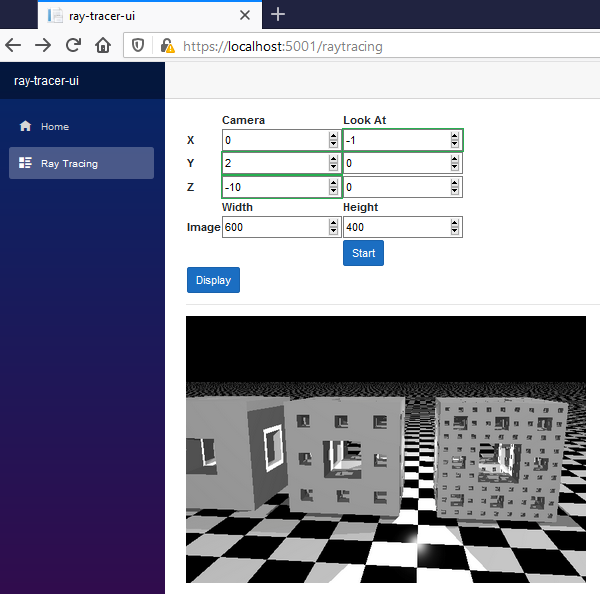 ray-tracer-ui
https://localhost:5001/raytracing
ray-tracer-ui
Home
Ray Tracing
Camera Look At
X 0 -1
Y 2 0
Z -10 0
Width Height
Image 600 400
Start
Display